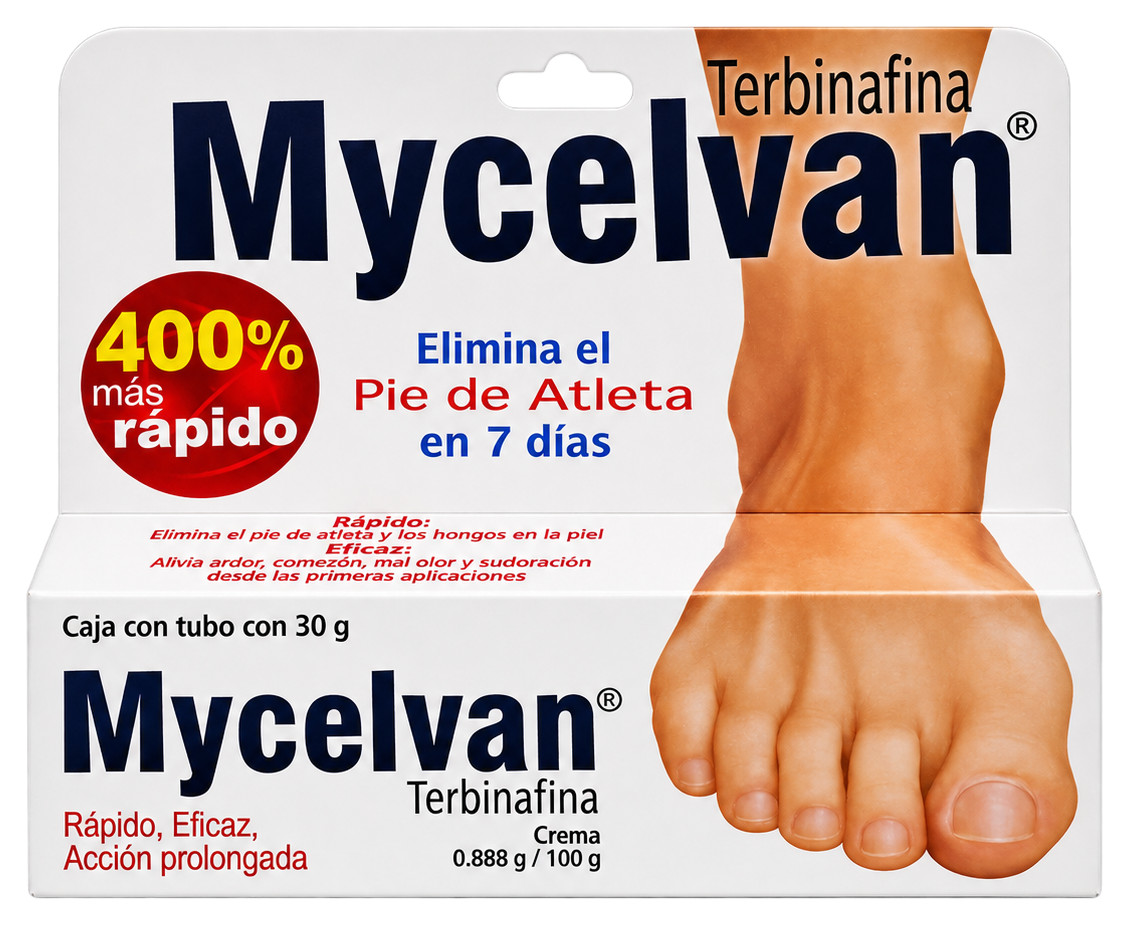 Terbinafina
Mycelvan®
400%
más
rápido
Elimina el
Pie de Atleta
en 7 días
Rápido:
Elimina el pie de atleta y los hongos en la piel
Eficaz:
Alivia ardor, comezón, mal olor y sudoración
desde las primeras aplicaciones
Caja con tubo con 30 g
Mycelvan®
Terbinafina
Rápido, Eficaz,
Acción prolongada
Crema
0.888 g / 100 g